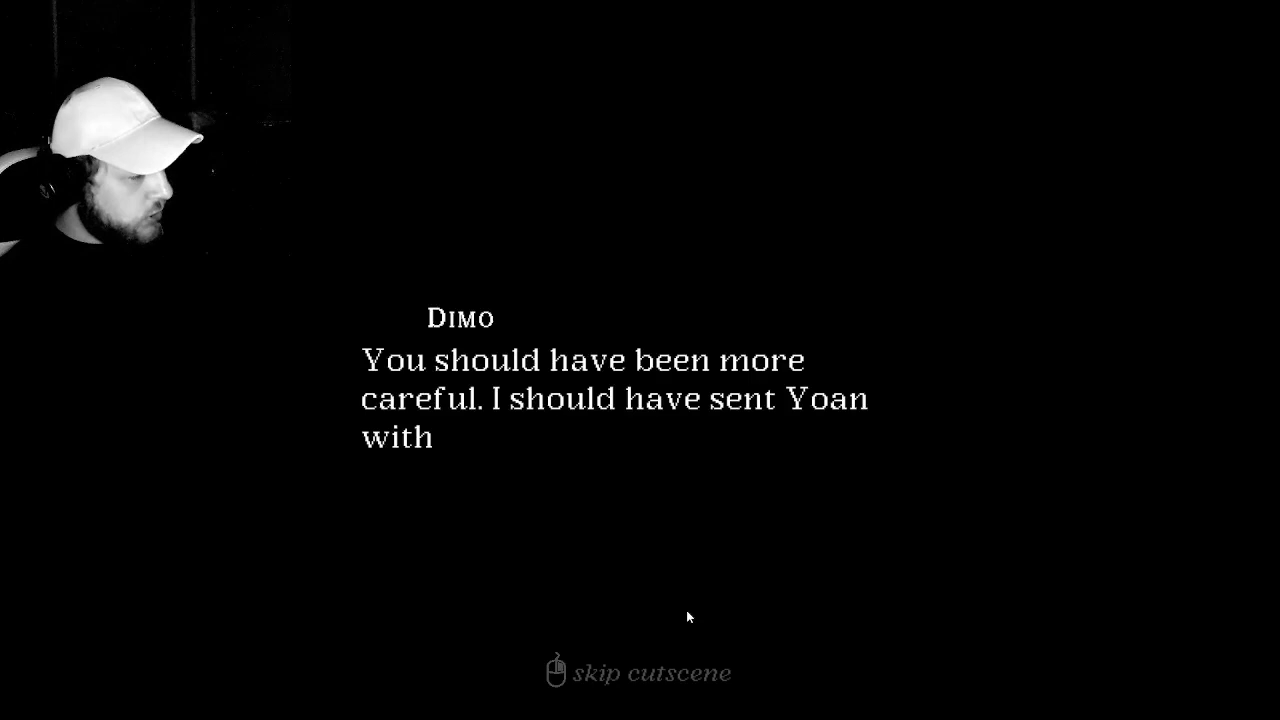 Dimo
You should have been more
careful. I should have sent Yoan
with
skip cutscene